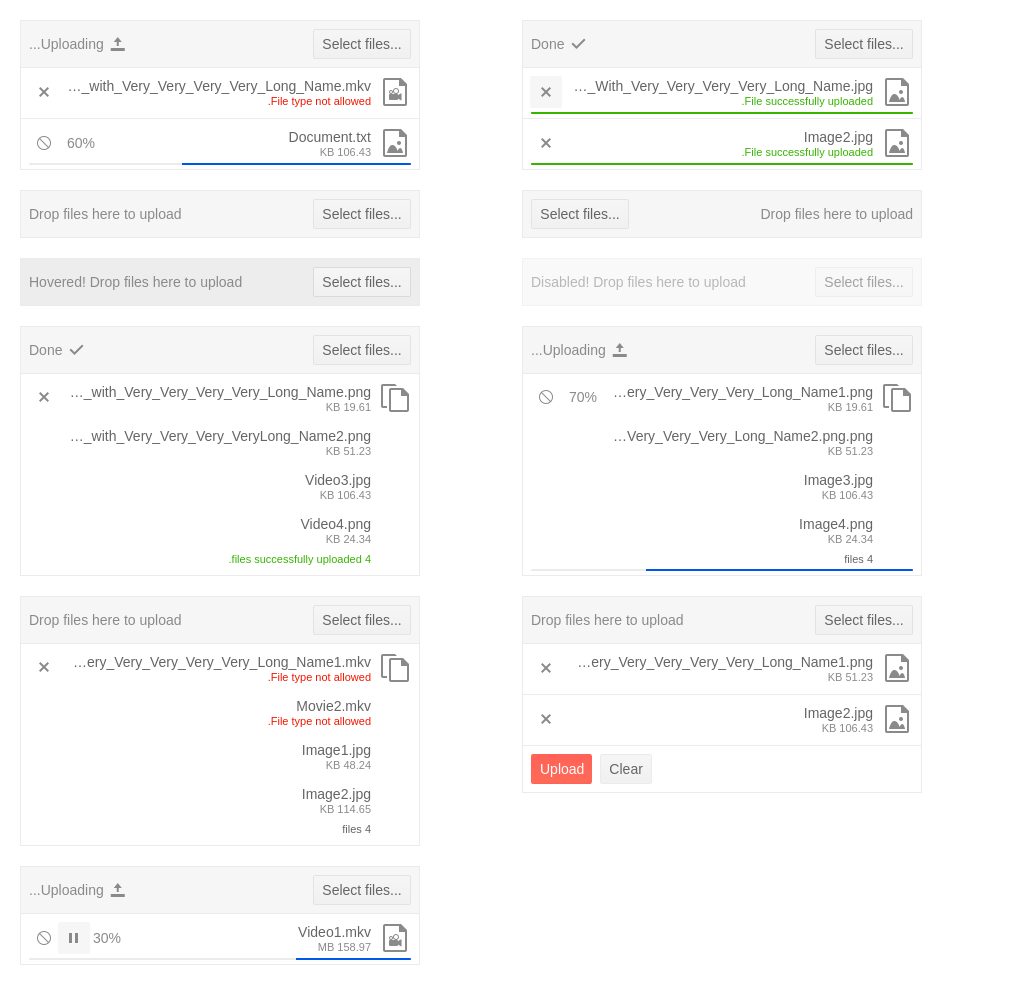 ...Uploading
Select files...
..._with_Very_Very_Very_Very_Long_Name.mkv
.File type not allowed
60%
Document.txt
KB 106.43
Done
Select files...
..._With_Very_Very_Very_Very_Long_Name.jpg
.File successfully uploaded
Image2.jpg
.File successfully uploaded
Drop files here to upload
Select files...
Select files...
Drop files here to upload
Hovered! Drop files here to upload
Select files...
Disabled! Drop files here to upload
Select files...
Done
Select files...
..._with_Very_Very_Very_Very_Long_Name.png
KB 19.61
..._with_Very_Very_Very_VeryLong_Name2.png
KB 51.23
Video3.jpg
KB 106.43
Video4.png
KB 24.34
.files successfully uploaded 4
...Uploading
Select files...
70%
...ery_Very_Very_Very_Long_Name1.png
KB 19.61
...Very_Very_Very_Long_Name2.png.png
KB 51.23
Image3.jpg
KB 106.43
Image4.png
KB 24.34
files 4
Drop files here to upload
Select files...
...ery_Very_Very_Very_Very_Long_Name1.mkv
.File type not allowed
Movie2.mkv
.File type not allowed
Image1.jpg
KB 48.24
Image2.jpg
KB 114.65
files 4
Drop files here to upload
Select files...
...ery_Very_Very_Very_Very_Long_Name1.png
KB 51.23
Image2.jpg
KB 106.43
Upload
Clear
...Uploading
Select files...
30%
Video1.mkv
MB 158.97